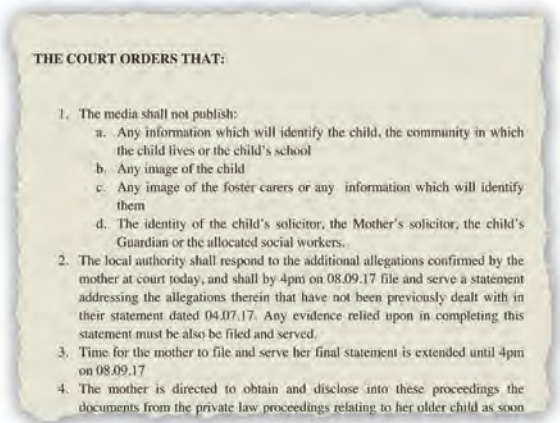 THE COURT ORDERS THAT:
1. The media shall not publish:
a. Any information which will identify the child, the community in which
the child lives or the child's school
b. Any image of the child
c. Any image of the foster carers or any information which will identify
them
d. The identity of the child's solicitor, the Mother's solicitor, the child's
Guardian or the allocated social workers.
2. The local authority shall respond to the additional allegations confirmed by the
mother at court today, and shall by 4pm on 08.09.17 file and serve a statement
addressing the allegations therein that have not been previously dealt with in
their statement dated 04.07.17. Any evidence relied upon in completing this
statement must be also be filed and served.
3. Time for the mother to file and serve her final statement is extended until 4pm
on 08.09.17
4. The mother is directed to obtain and disclose into these proceedings the
documents from the private law proceedings relating to her older child as soon